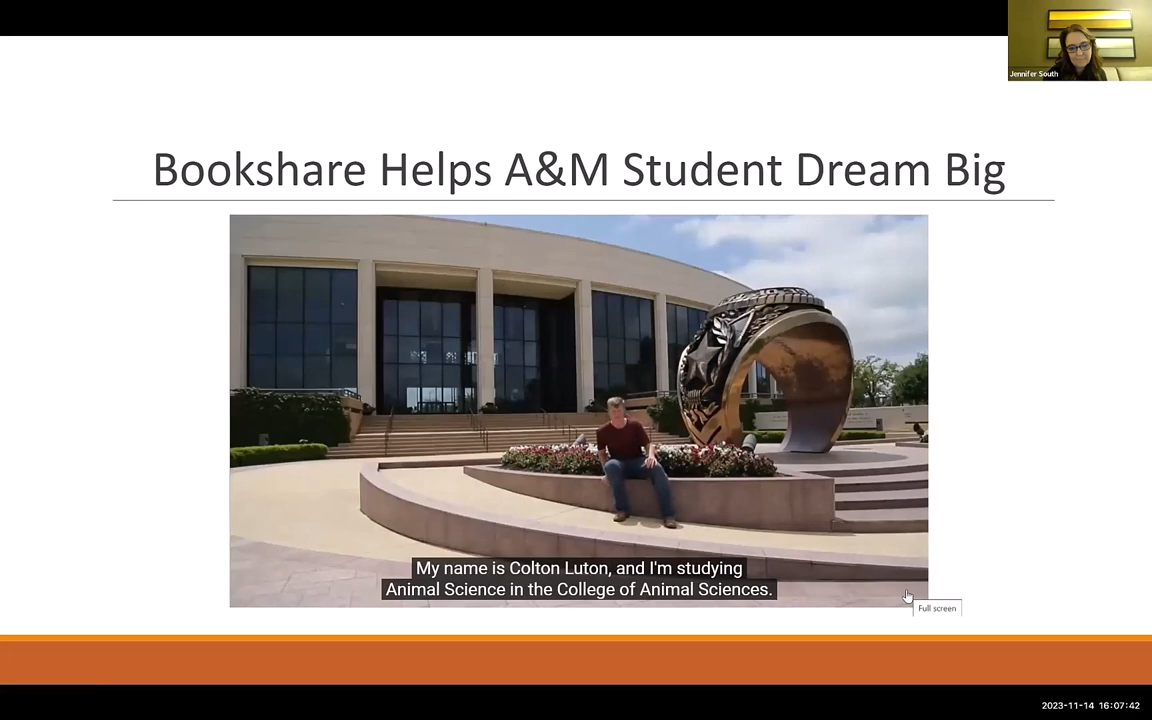 Jennifer South
Bookshare Helps A&M Student Dream Big
My name is Colton Luton, and I'm studying
Animal Science in the College of Animal Sciences.
Full screen
2023-11-14 16:07:42